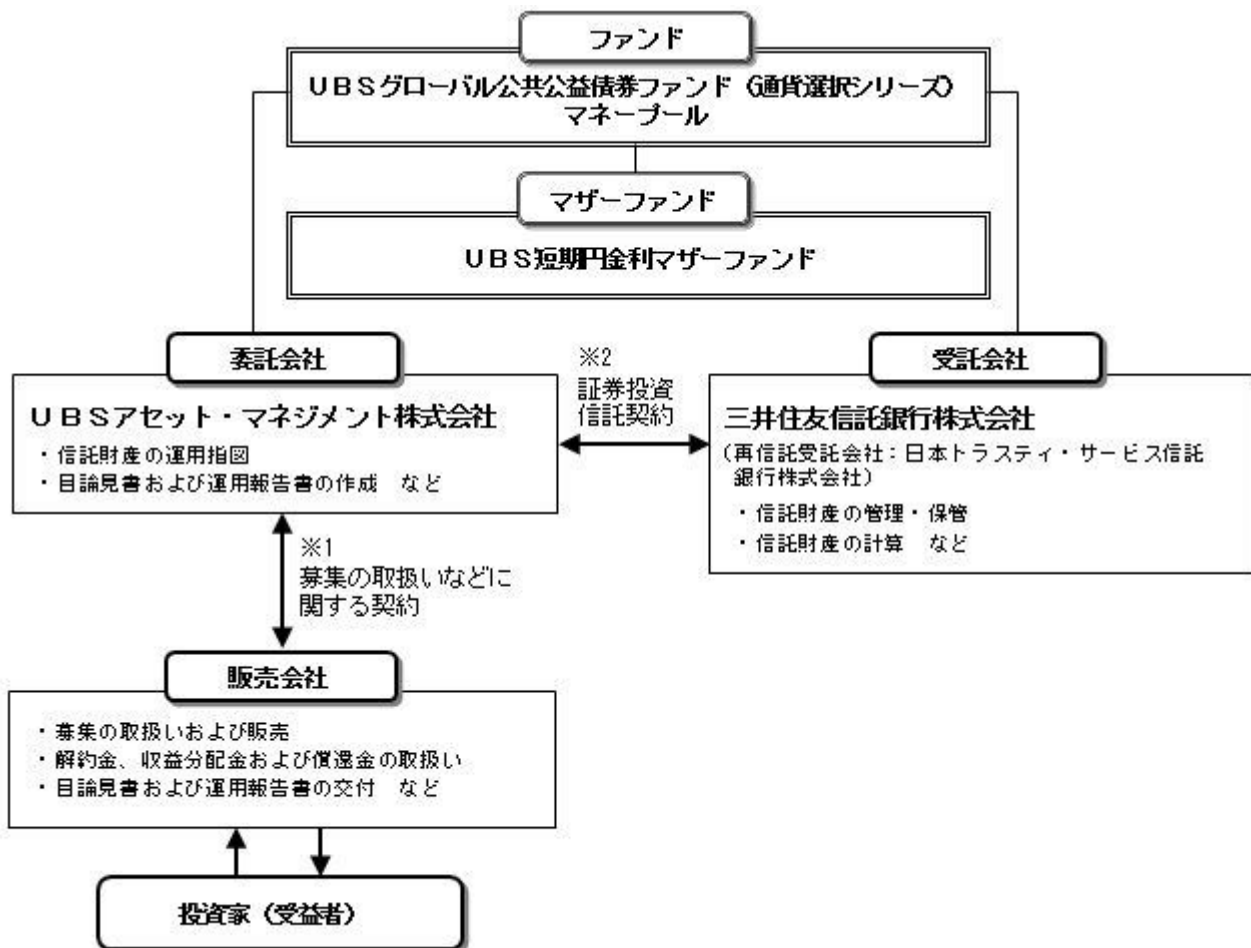 ファンド
UBSグローバル公共公益債券ファンド(通貨選択シリーズ)
マネープール
マザーファンド
UBS短期円金利マザーファンド
委託会社
UBSアセット・マネジメント株式会社
・信託財産の運用指図
・目論見書および運用報告書の作成 など
※2
証券投資
信託契約
受託会社
三井住友信託銀行株式会社
(再信託受託会社:日本トラスティ・サービス信託
銀行株式会社)
・信託財産の管理・保管
・信託財産の計算 など
※1
募集の取扱いなどに
関する契約
販売会社
・募集の取扱いおよび販売
・解約金、収益分配金および償還金の取扱い
・目論見書および運用報告書の交付 など
投資家(受益者)